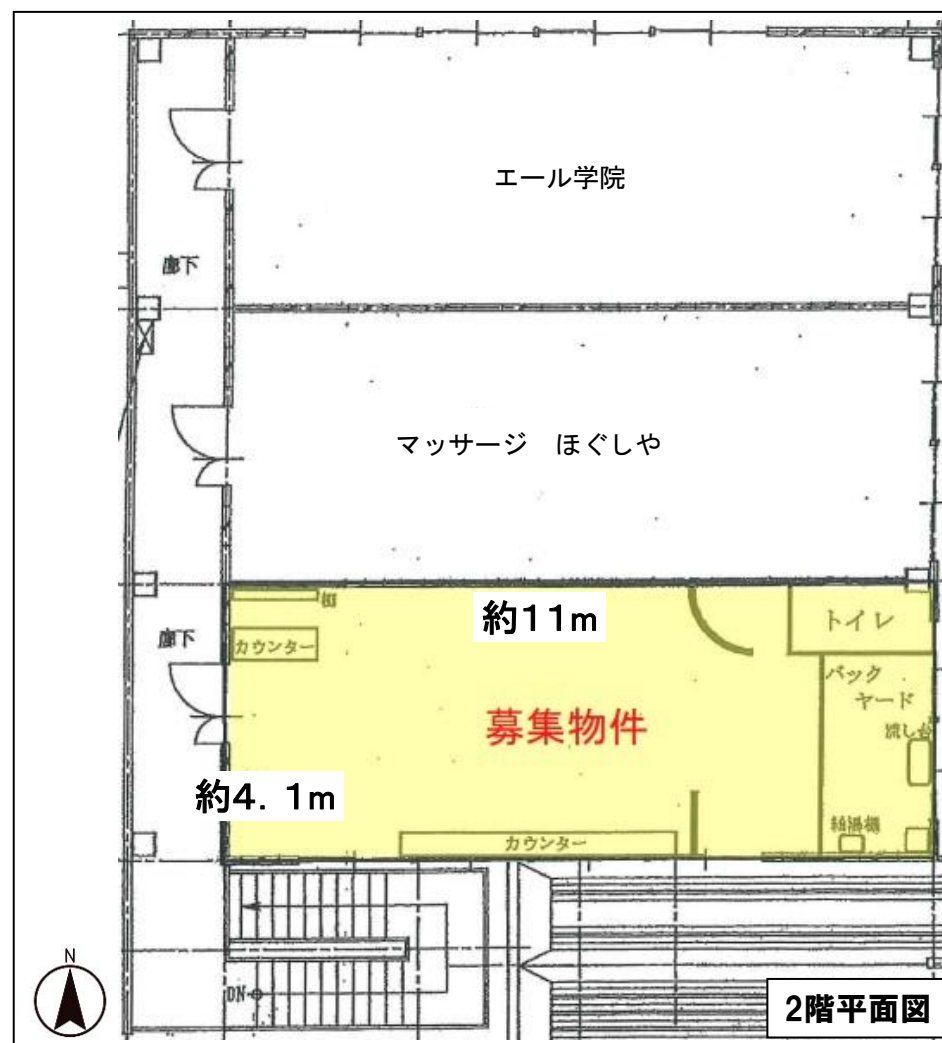 エール学院
廊下
マッサージ　ほぐしや
棚
約11m
トイレ
廊下
カウンター
バック
ヤード
募集物件
流し台
約4.1m
給湯機
カウンター
N
DN
2階平面図